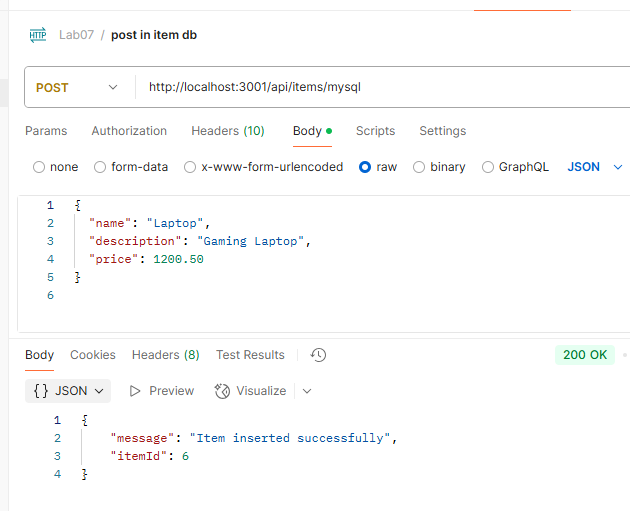 HTTP Lab07 / post in item db
POST http://localhost:3001/api/items/mysql
Params Authorization Headers (10) Body Scripts Settings
none form-data x-www-form-urlencoded raw binary GraphQL JSON
1 {
2 "name": "Laptop",
3 "description": "Gaming Laptop",
4 "price": 1200.50
5 }
6
Body Cookies Headers (8) Test Results 200 OK
{} JSON Preview Visualize
1 {
2 "message": "Item inserted successfully",
3 "itemId": 6
4 }